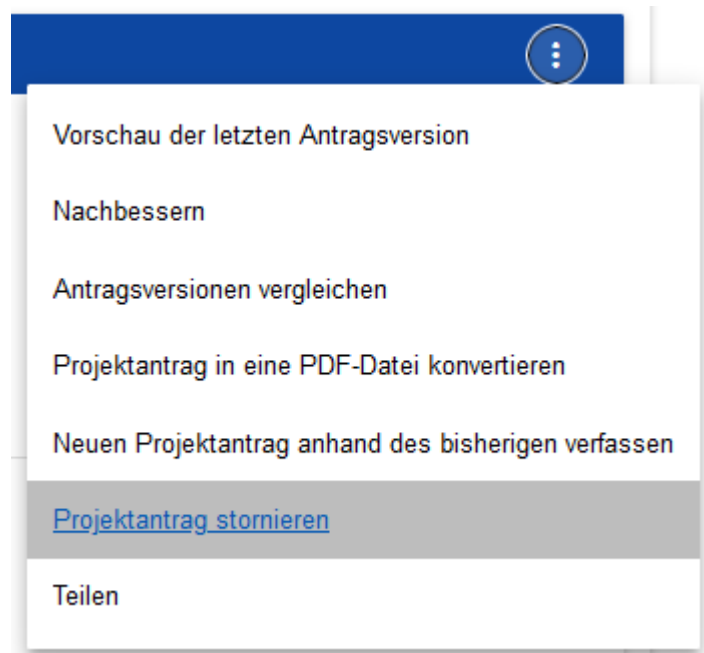 Vorschau der letzten Antragsversion
Nachbessern
Antragsversionen vergleichen
Projektantrag in eine PDF-Datei konvertieren
Neuen Projektantrag anhand des bisherigen verfassen
Projektantrag stornieren
Teilen